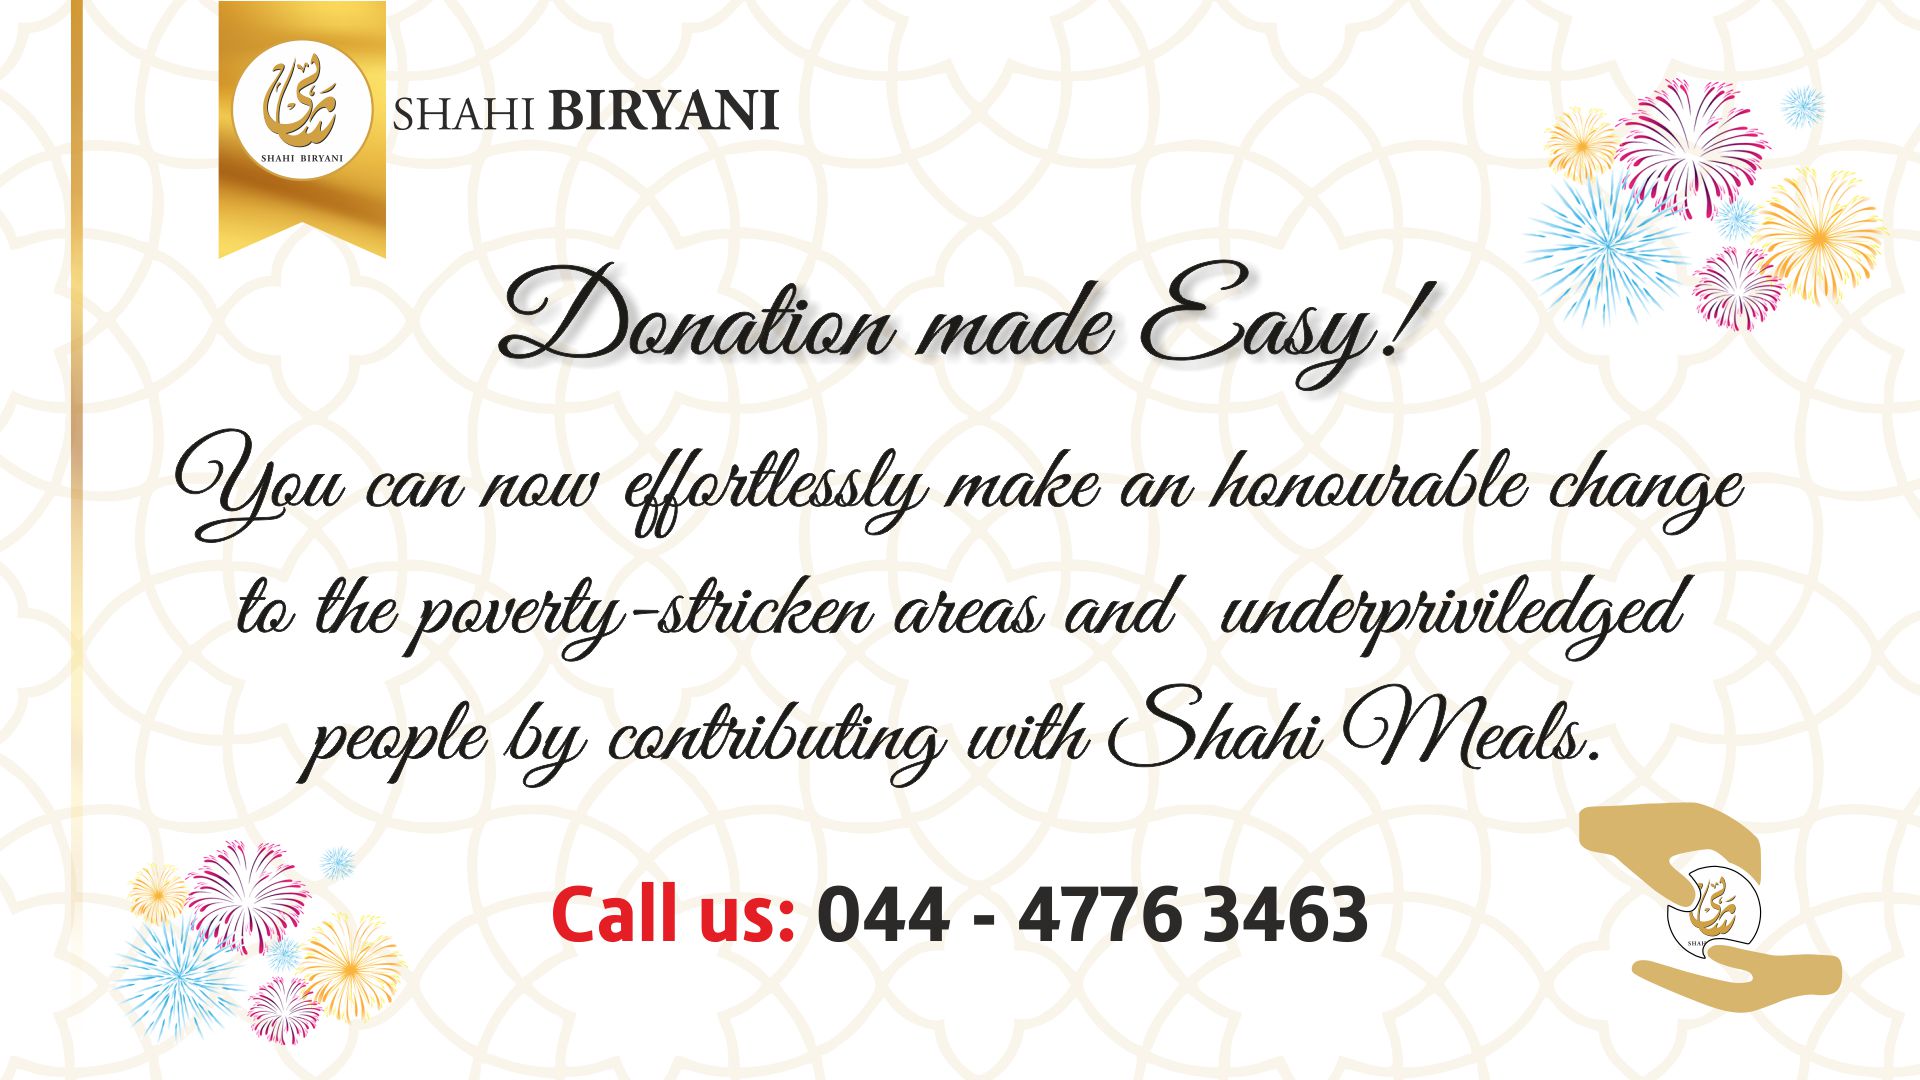 SHAHI BIRYANI
SHAHI BIRYANI
Donation made Easy!
You can now effortlessly make an honourable change
to the poverty-stricken areas and underpriviledged
people by contributing with Shahi Meals.
Call us: 044 - 4776 3463